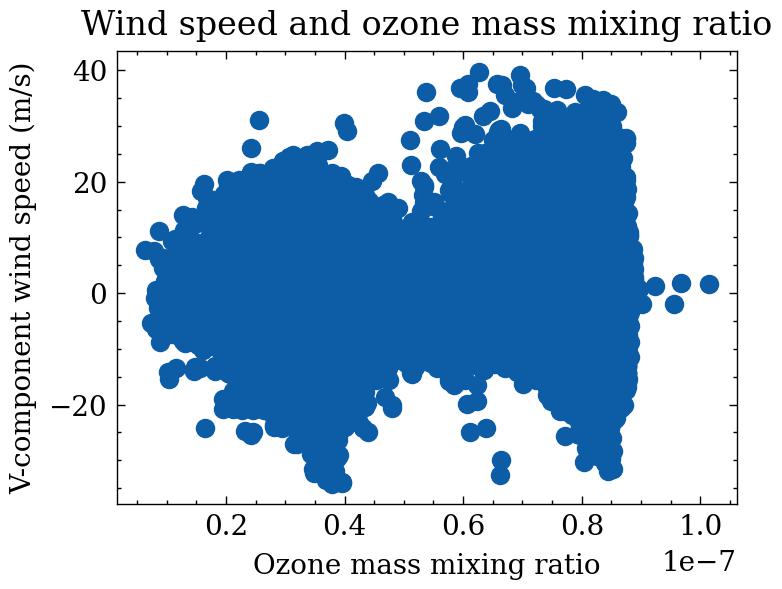 Wind speed and ozone mass mixing ratio
V-component wind speed (m/s)
40
20
0
−20
0.2 0.4 0.6 0.8 1.0
1e−7
Ozone mass mixing ratio